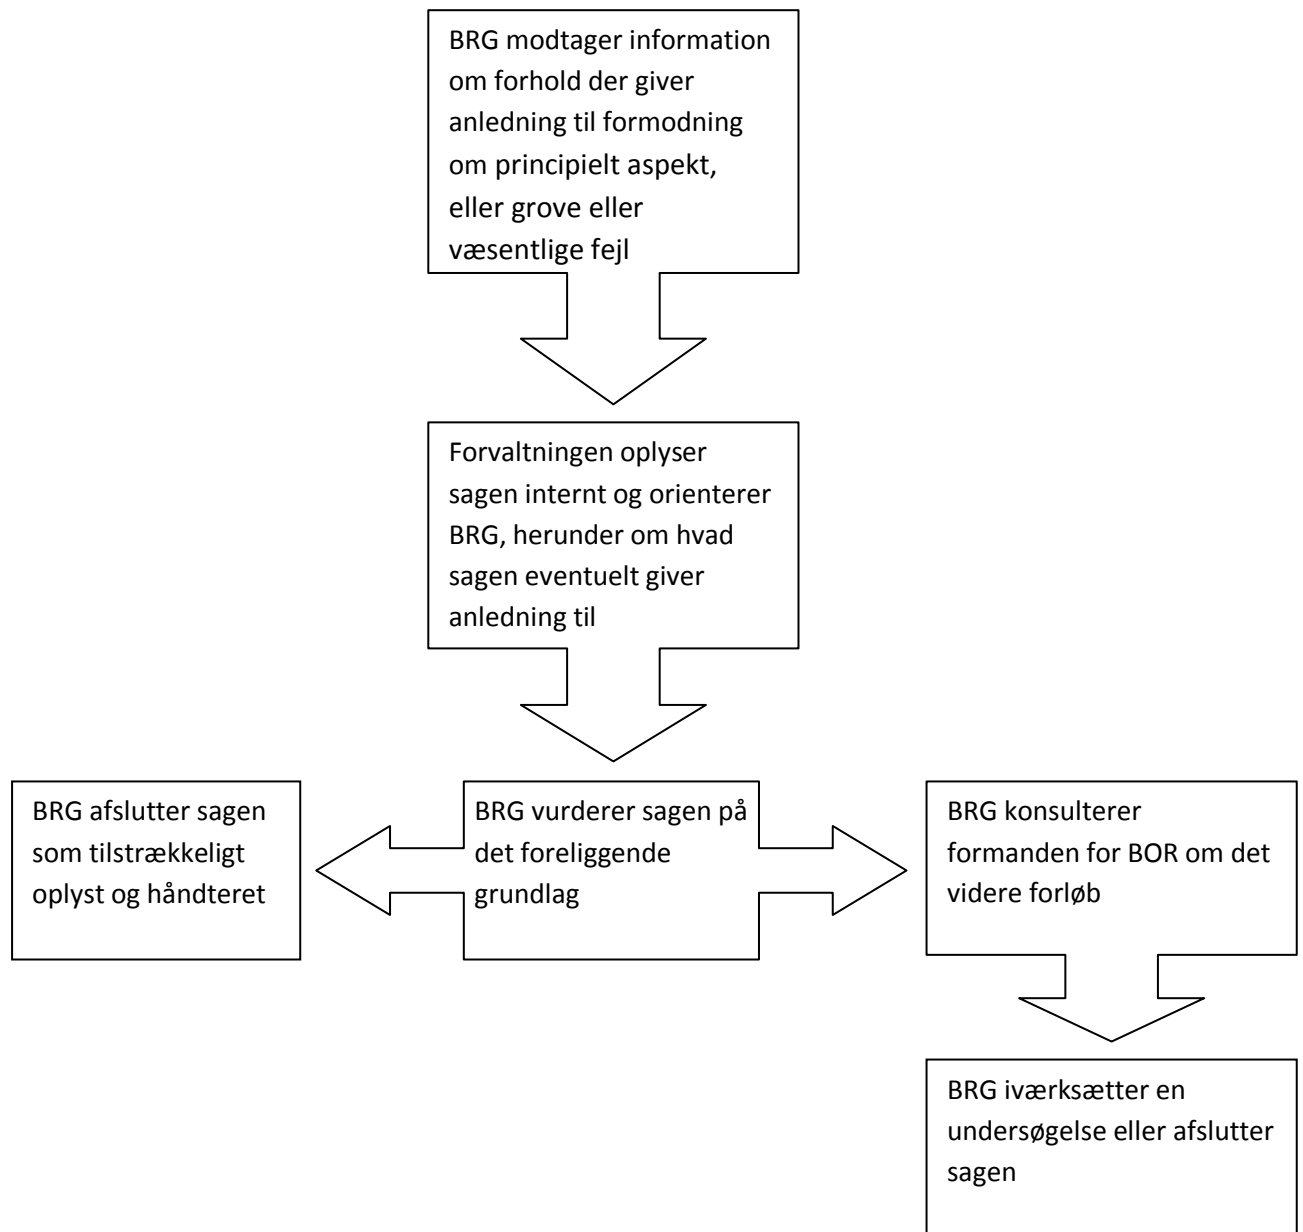 BRG modtager information
om forhold der giver
anledning til formodning
om principielt aspekt,
eller grove eller
væsentlige fejl
Forvaltningen oplyser
sagen internt og orienterer
BRG, herunder om hvad
sagen eventuelt giver
anledning til
BRG afslutter sagen
som tilstrækkeligt
oplyst og håndteret
BRG vurderer sagen på
det foreliggende
grundlag
BRG konsulterer
formanden for BOR om det
videre forløb
BRG iværksætter en
undersøgelse eller afslutter
sagen